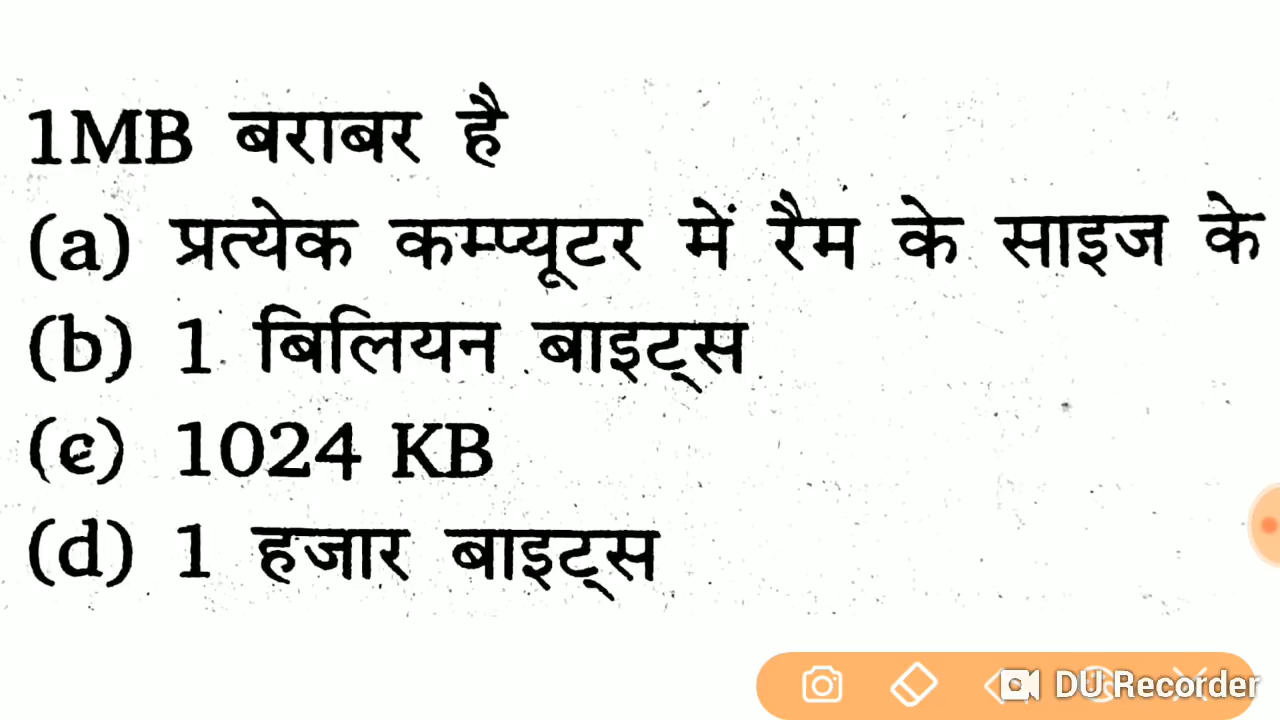 1MB बराबर है
(a) प्रत्येक कम्प्यूटर में रैम के साइज के
(b) 1 बिलियन बाइट्स
(c) 1024 KB
(d) 1 हजार बाइट्स
DU Recorder